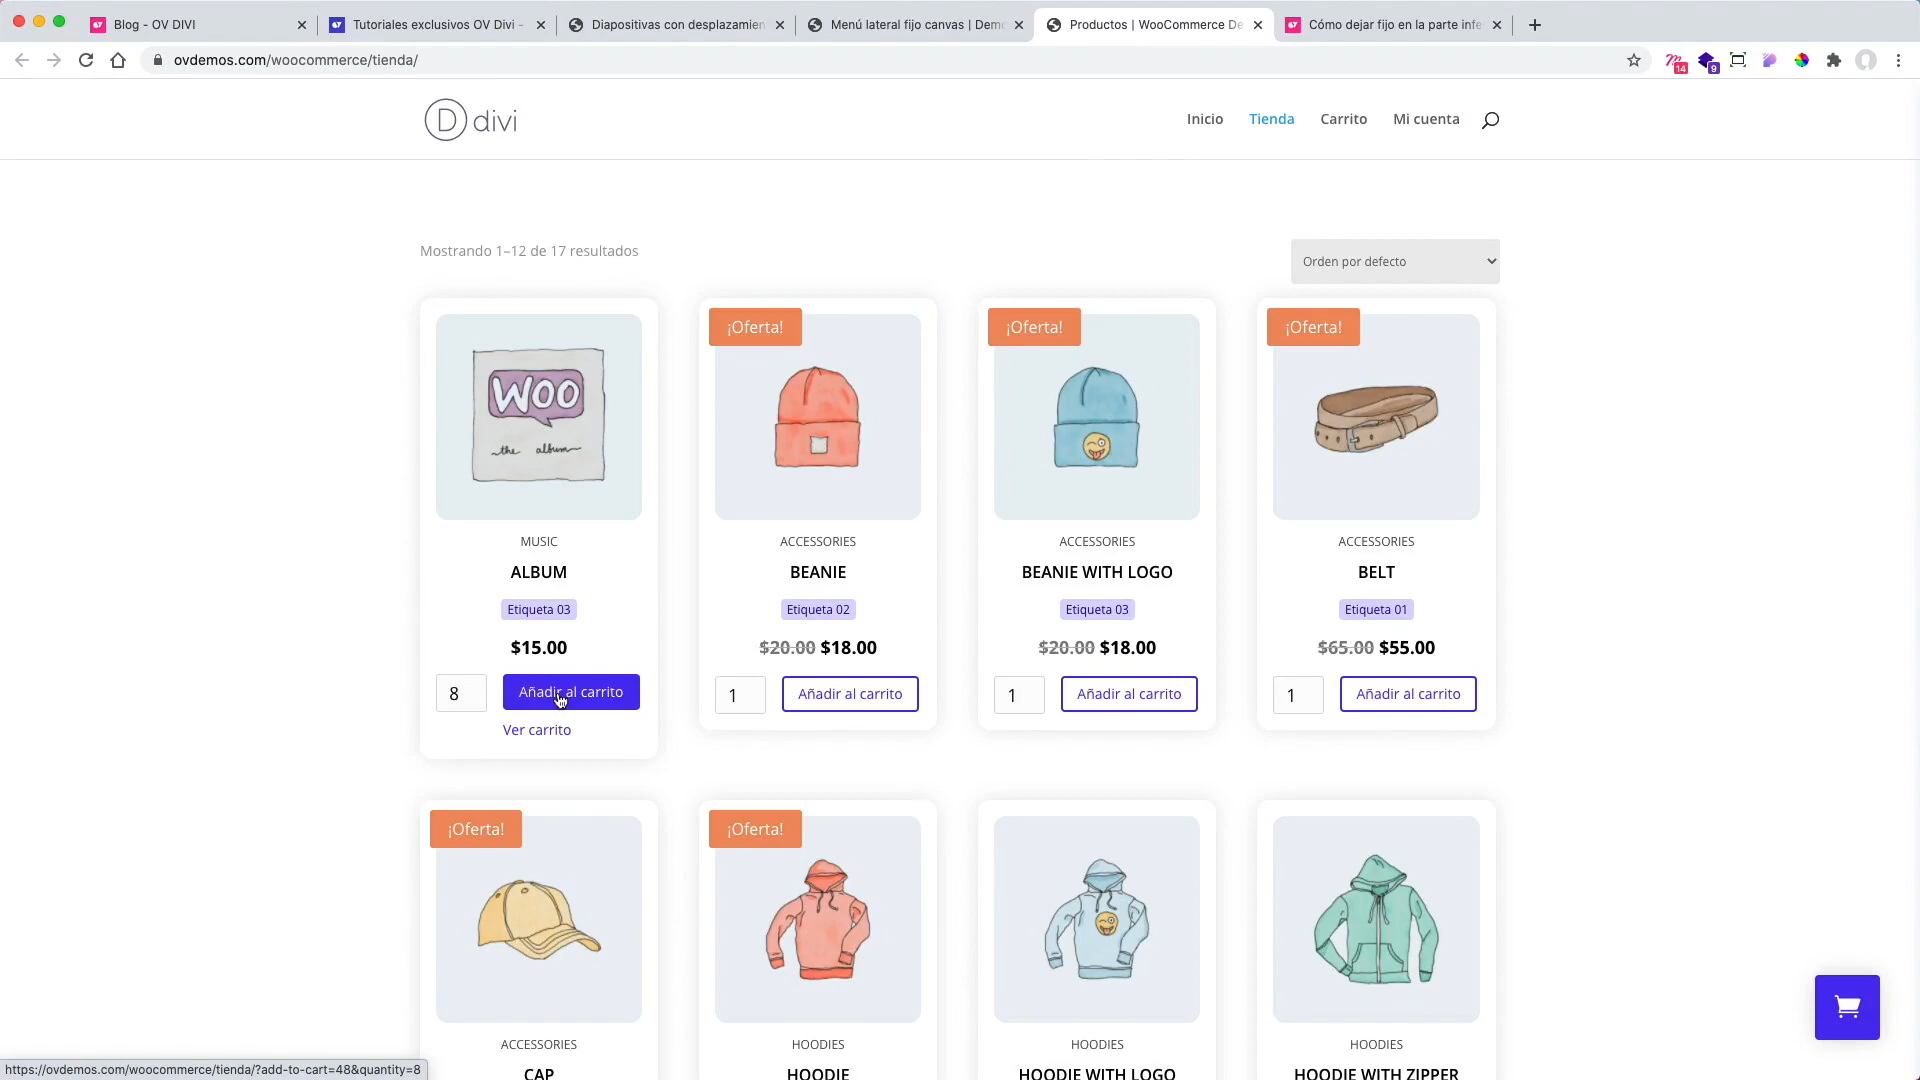 Blog - OV DIVI
Tutoriales exclusivos OV Divi -
Diapositivas con desplazamien
Menú lateral fijo canvas | Demo
Productos | WooCommerce De
Cómo dejar fijo en la parte infe
ovdemos.com/woocommerce/tienda/
14
9
D divi
Inicio
Tienda
Carrito
Mi cuenta
Mostrando 1–12 de 17 resultados
Orden por defecto
WOO
the album
MUSIC
ALBUM
Etiqueta 03
$15.00
8
Añadir al carrito
Ver carrito
¡Oferta!
ACCESSORIES
BEANIE
Etiqueta 02
$20.00 $18.00
1
Añadir al carrito
¡Oferta!
ACCESSORIES
BEANIE WITH LOGO
Etiqueta 03
$20.00 $18.00
1
Añadir al carrito
¡Oferta!
ACCESSORIES
BELT
Etiqueta 01
$65.00 $55.00
1
Añadir al carrito
¡Oferta!
ACCESSORIES
CAP
¡Oferta!
HOODIES
HOODIE
HOODIES
HOODIE WITH LOGO
HOODIES
HOODIE WITH ZIPPER
https://ovdemos.com/woocommerce/tienda/?add-to-cart=48&quantity=8